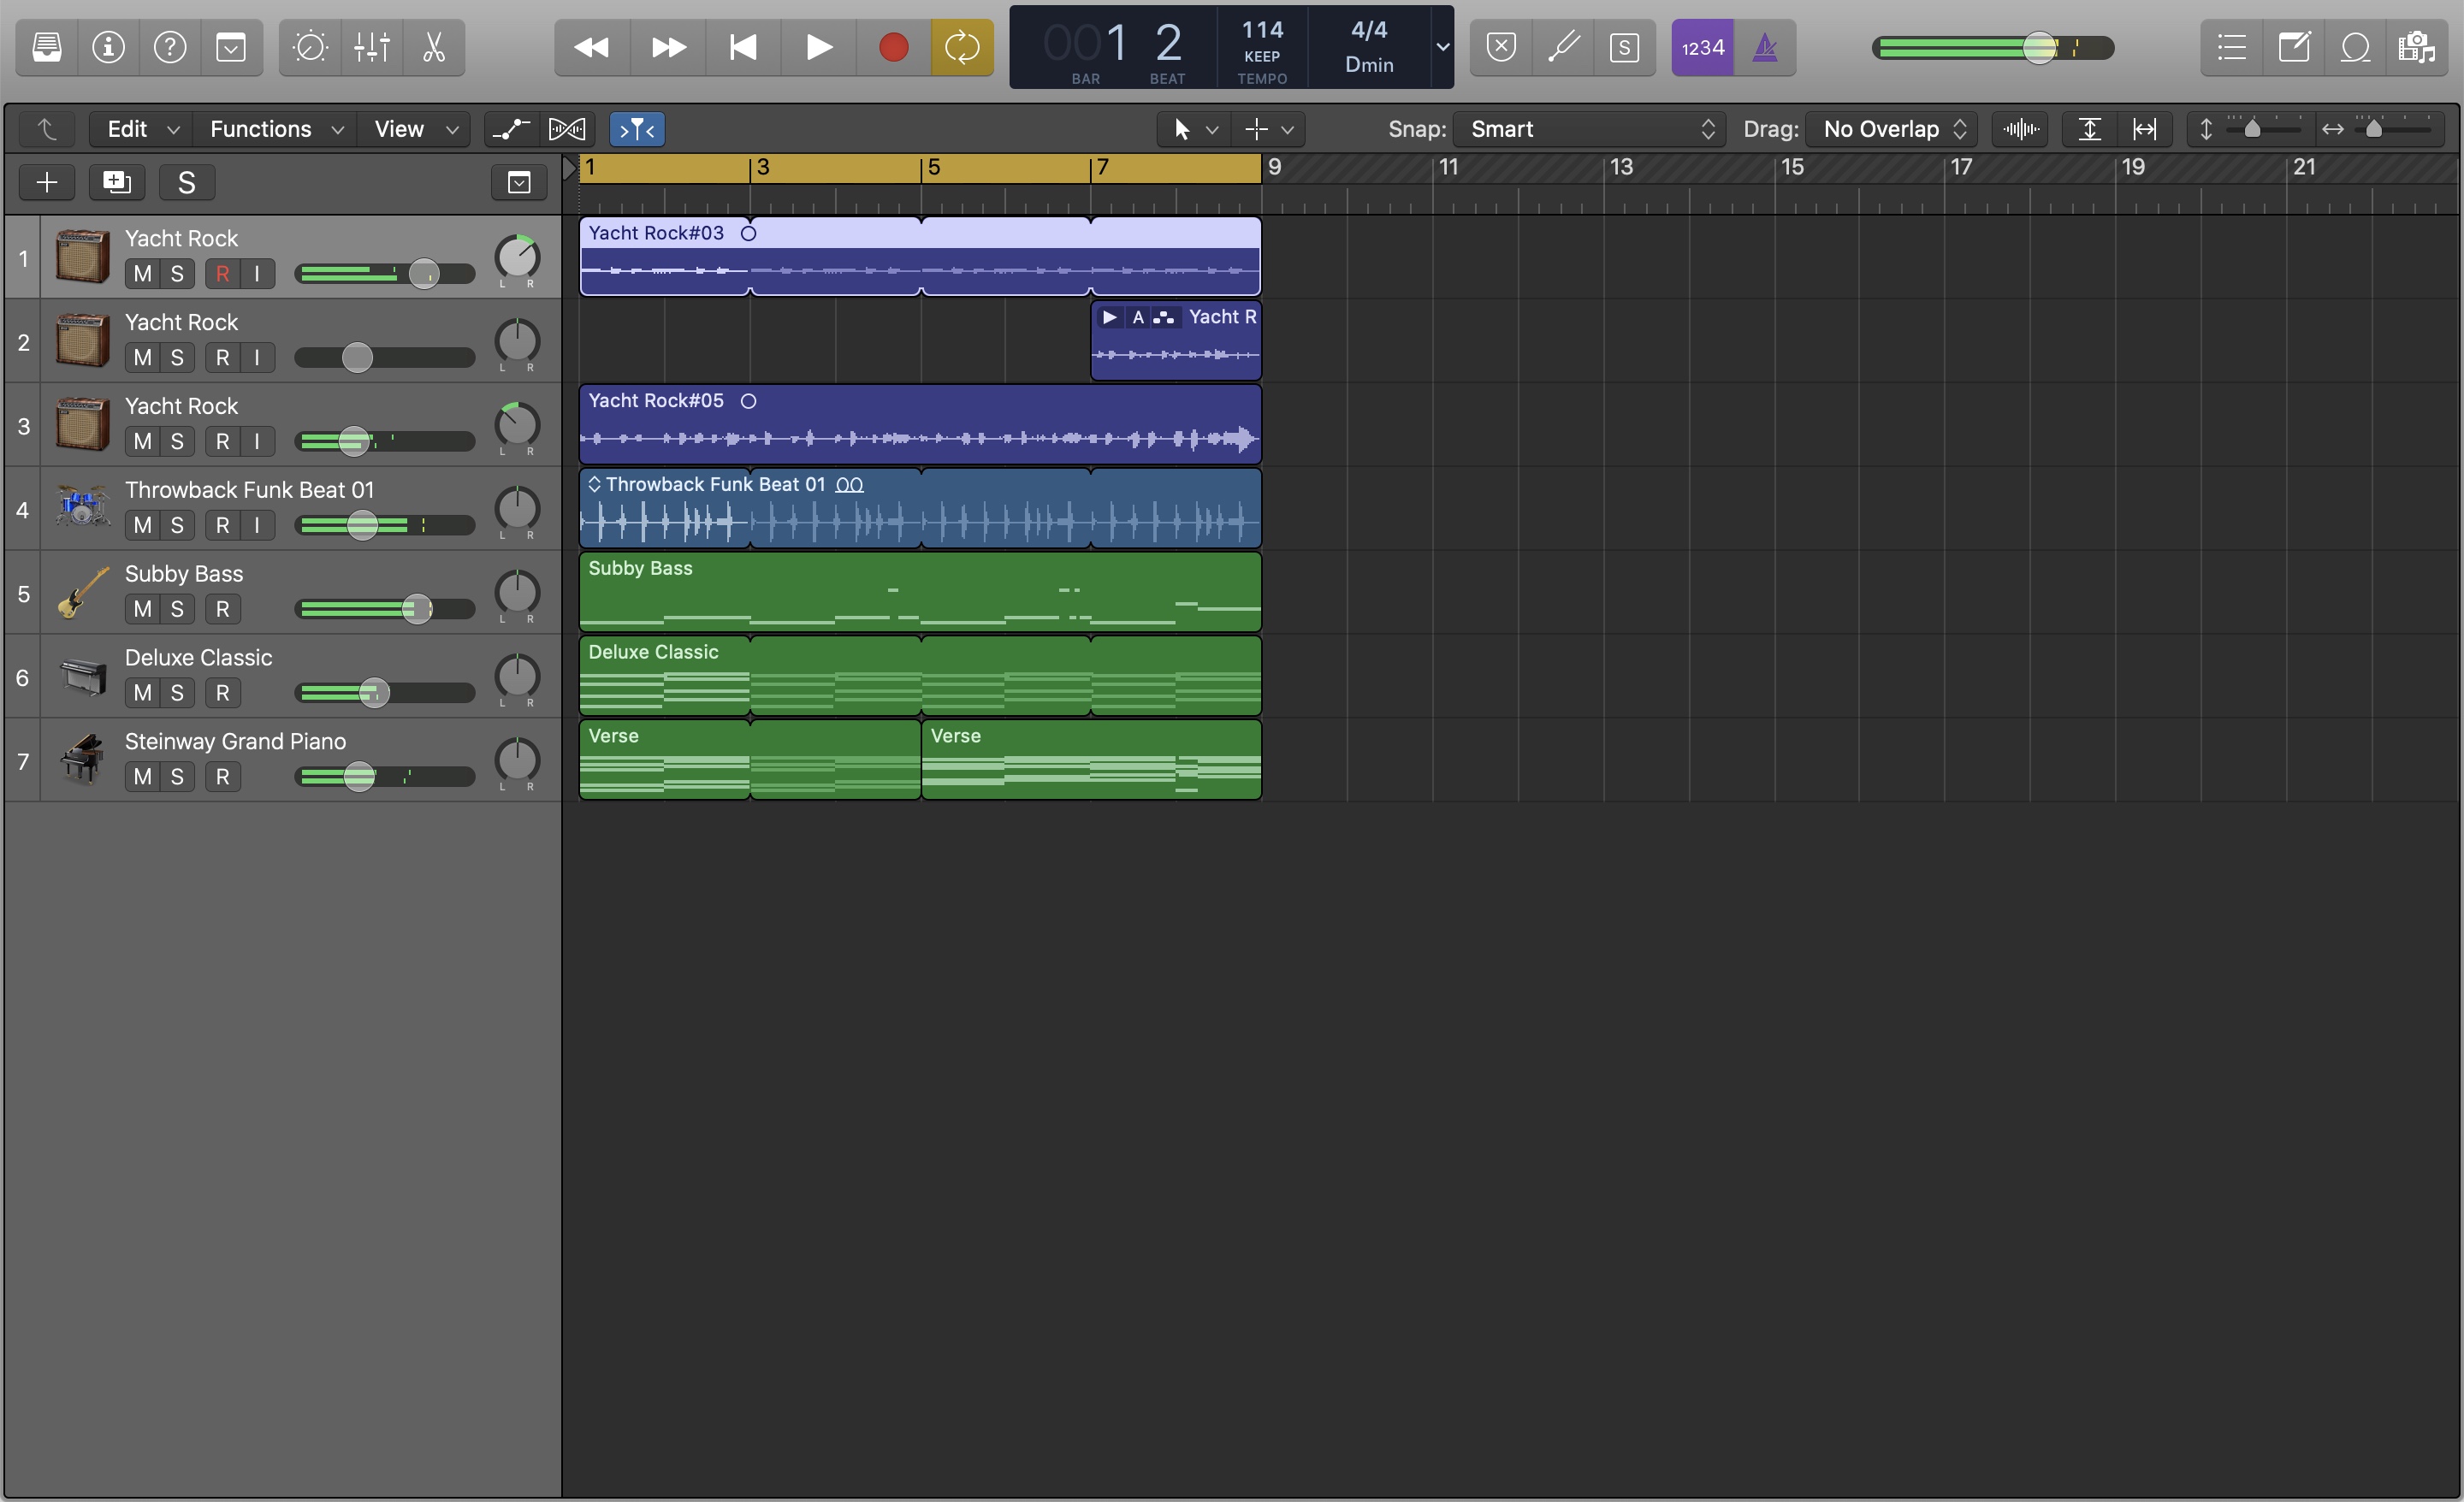 001 2
114
4/4
KEEP
Dmin
BAR BEAT TEMPO
S
1234
Edit Functions View
Snap: Smart
Drag: No Overlap
S
1 3 5 7 9 11 13 15 17 19 21
1 Yacht Rock
M S R I
L R
Yacht Rock#03
2 Yacht Rock
M S R I
L R
A Yacht R
3 Yacht Rock
M S R I
L R
Yacht Rock#05
4 Throwback Funk Beat 01
M S R I
L R
Throwback Funk Beat 01
5 Subby Bass
M S R
L R
Subby Bass
6 Deluxe Classic
M S R
L R
Deluxe Classic
7 Steinway Grand Piano
M S R
L R
Verse Verse